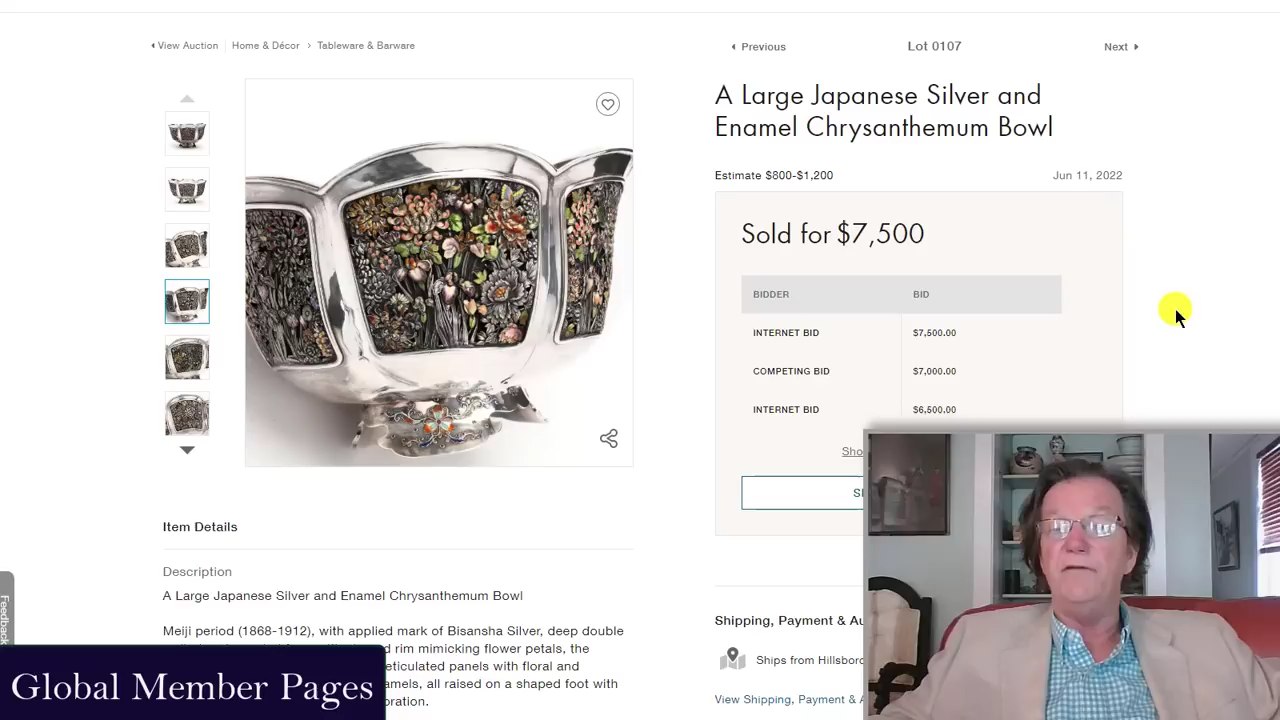 View Auction
Home & Décor > Tableware & Barware
Previous
Lot 0107
Next
A Large Japanese Silver and
Enamel Chrysanthemum Bowl
Estimate $800-$1,200
Jun 11, 2022
Sold for $7,500
BIDDER BID
INTERNET BID $7,500.00
COMPETING BID $7,000.00
INTERNET BID $6,500.00
Sho
Item Details
Description
A Large Japanese Silver and Enamel Chrysanthemum Bowl
Meiji period (1868-1912), with applied mark of Bisansha Silver, deep double
rim mimicking flower petals, the
eticulated panels with floral and
amels, all raised on a shaped foot with
oration.
Shipping, Payment & Au
Ships from Hillsboro
View Shipping, Payment & A
Feedback
Global Member Pages